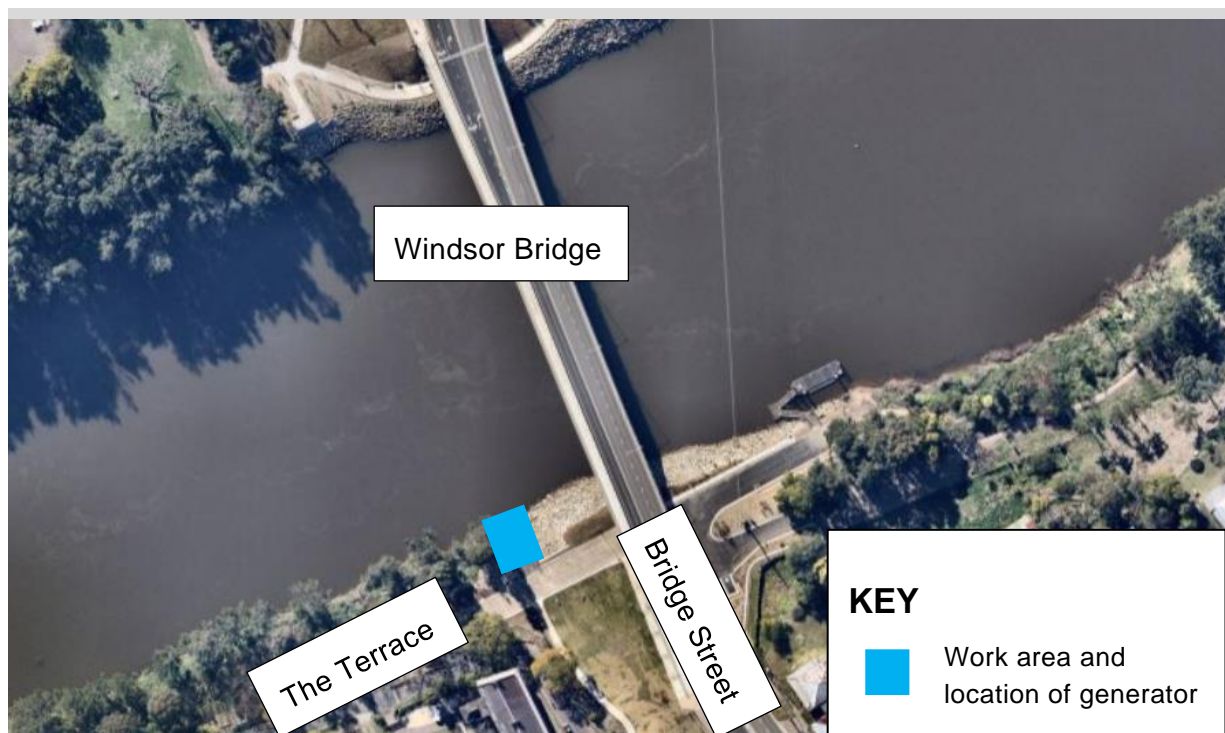 Windsor Bridge
The Terrace
Bridge Street
KEY
Work area and
location of generator